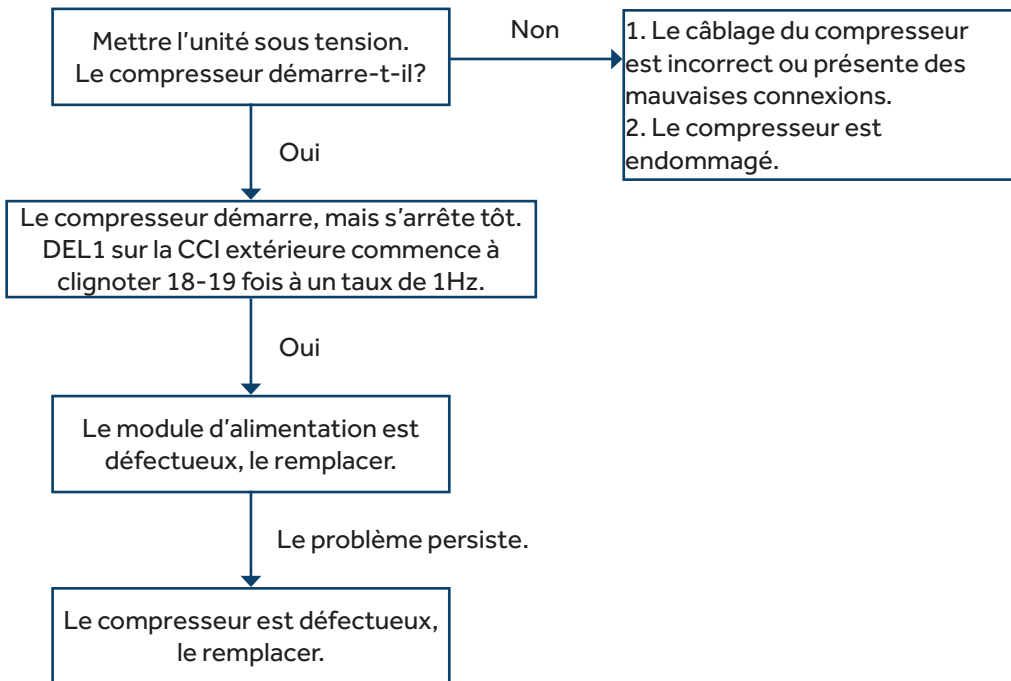 Mettre l’unité sous tension.
Le compresseur démarre-t-il?
Non
1. Le câblage du compresseur
est incorrect ou présente des
mauvaises connexions.
2. Le compresseur est
endommagé.
Oui
Le compresseur démarre, mais s’arrête tôt.
DEL1 sur la CCI extérieure commence à
clignoter 18-19 fois à un taux de 1Hz.
Oui
Le module d’alimentation est
défectueux, le remplacer.
Le problème persiste.
Le compresseur est défectueux,
le remplacer.